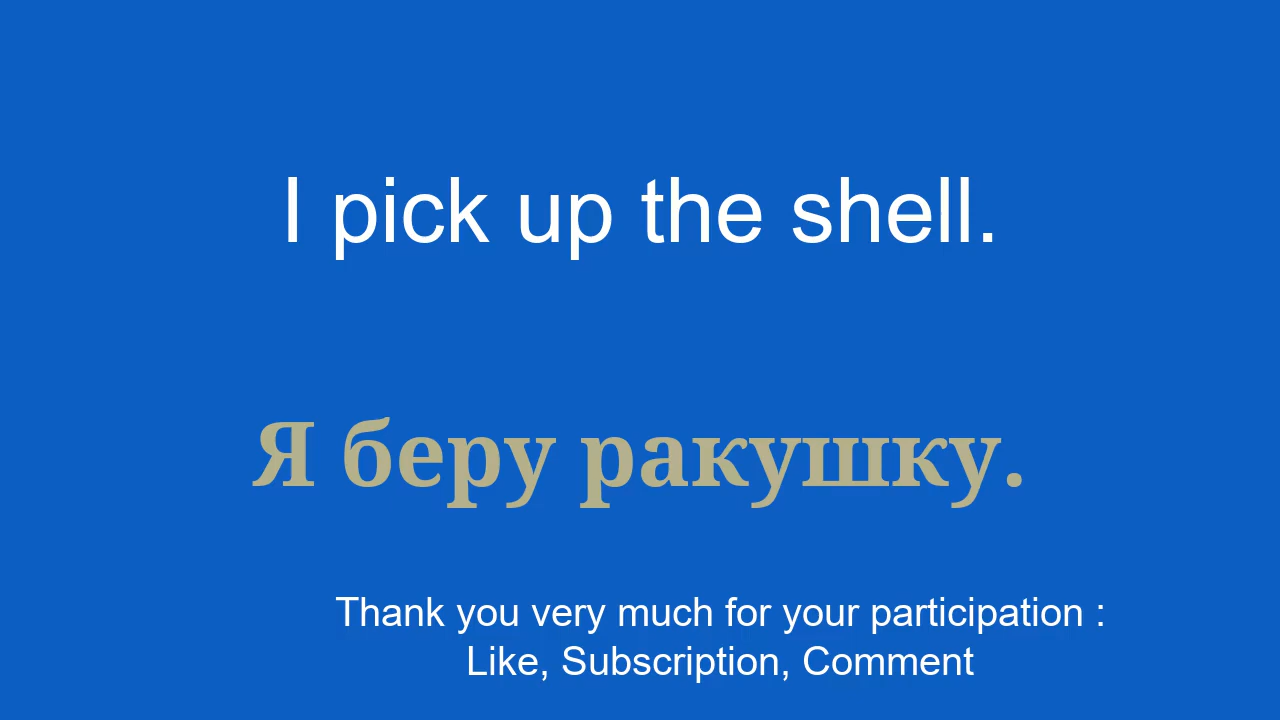 I pick up the shell.
Я беру ракушку.
Thank you very much for your participation :
Like, Subscription, Comment